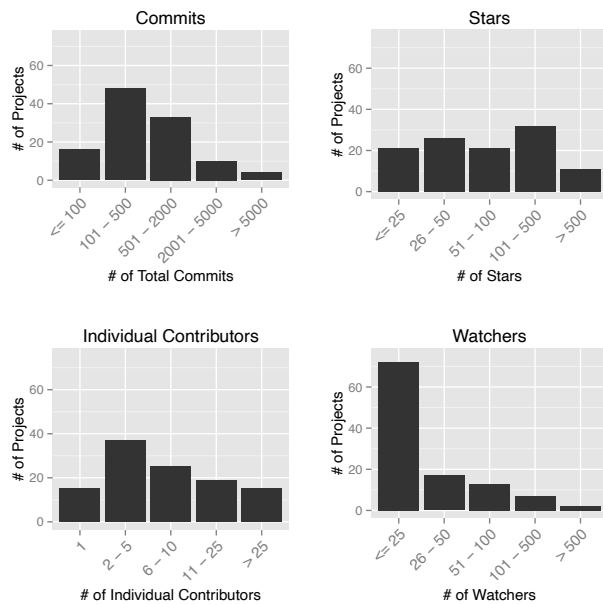 Commits
# of Projects
60
40
20
0
<= 100
101 – 500
501 – 2000
2001 – 5000
> 5000
# of Total Commits
Stars
# of Projects
60
40
20
0
<= 25
26 – 50
51 – 100
101 – 500
> 500
# of Stars
Individual Contributors
# of Projects
60
40
20
0
1
2 – 5
6 – 10
11 – 25
> 25
# of Individual Contributors
Watchers
# of Projects
60
40
20
0
<= 25
26 – 50
51 – 100
101 – 500
> 500
# of Watchers